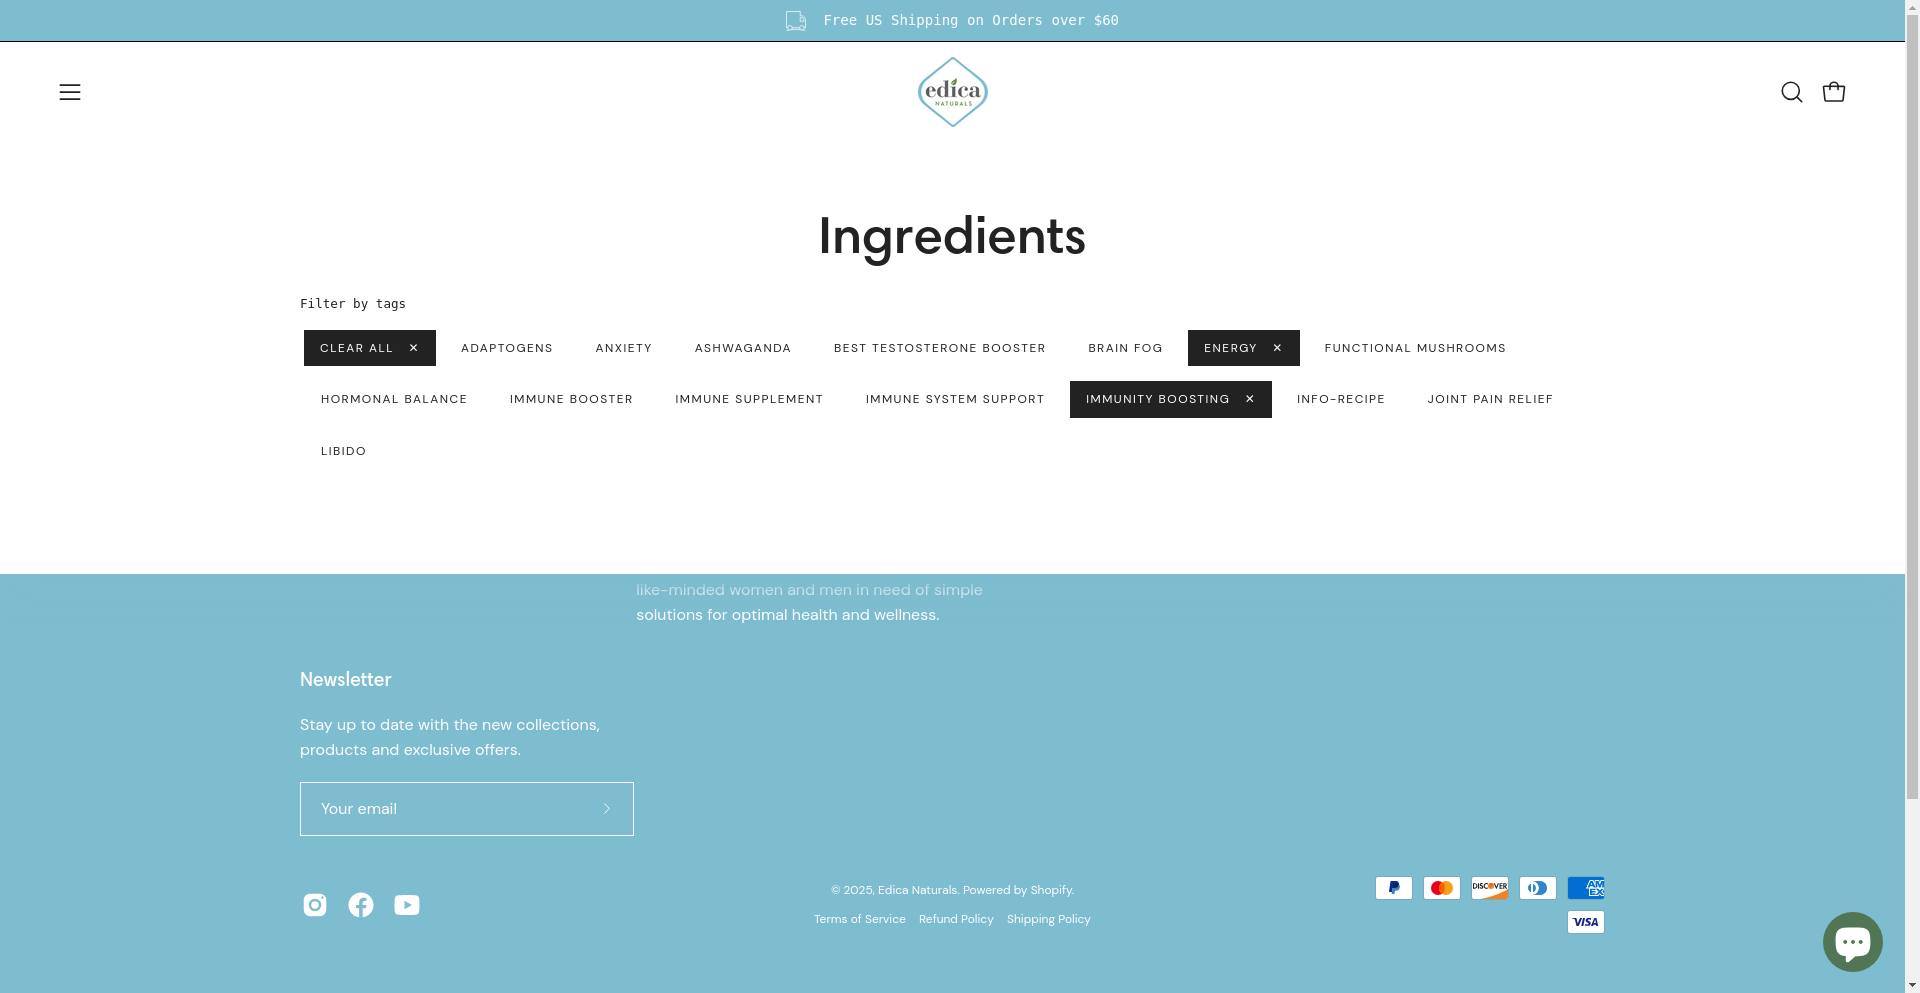 Free US Shipping on Orders over $60
edica
NATURALS
Ingredients
Filter by tags
CLEAR ALL ✕ ADAPTOGENS ANXIETY ASHWAGANDA BEST TESTOSTERONE BOOSTER BRAIN FOG ENERGY ✕ FUNCTIONAL MUSHROOMS
HORMONAL BALANCE IMMUNE BOOSTER IMMUNE SUPPLEMENT IMMUNE SYSTEM SUPPORT IMMUNITY BOOSTING ✕ INFO-RECIPE JOINT PAIN RELIEF
LIBIDO
like-minded women and men in need of simple
solutions for optimal health and wellness.
Newsletter
Stay up to date with the new collections,
products and exclusive offers.
Your email
© 2025, Edica Naturals. Powered by Shopify.
Terms of Service Refund Policy Shipping Policy
DISCOVER
AM
EX
VISA